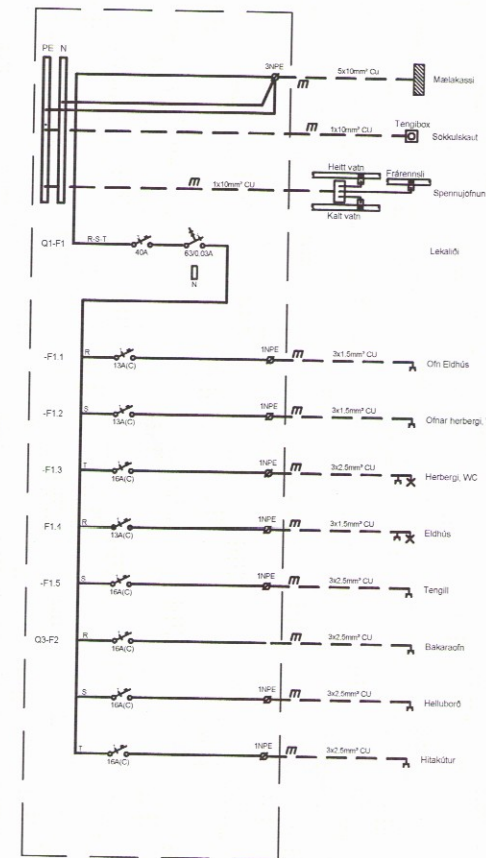 PE N
3NPE
m 5x10mm² CU Mælakassi
Tengibox
m 1x10mm² CU Sökkulskaut
Heitt vatn Frárennsli
m 1x10mm² CU Spennujöfnun
Kalt vatn
Q1-F1 R-S-T 40A 63/0,03A Lekaliði
N
-F1.1 R 13A(C) 1NPE m 3x1,5mm² CU Ofn Eldhús
-F1.2 S 13A(C) 1NPE m 3x1,5mm² CU Ofnar herbergi,
-F1.3 T 16A(C) 1NPE m 3x2.5mm² CU Herbergi, WC
F1.4 R 13A(C) 1NPE m 3x1,5mm² CU Eldhús
-F1.5 S 16A(C) 1NPE m 3x2.5mm² CU Tengill
Q3-F2 R 16A(C) m 3x2.5mm² CU Bakaraofn
S 16A(C) 1NPE m 3x2.5mm² CU Helluborð
T 16A(C) 1NPE m 3x2.5mm² CU Hitakútur